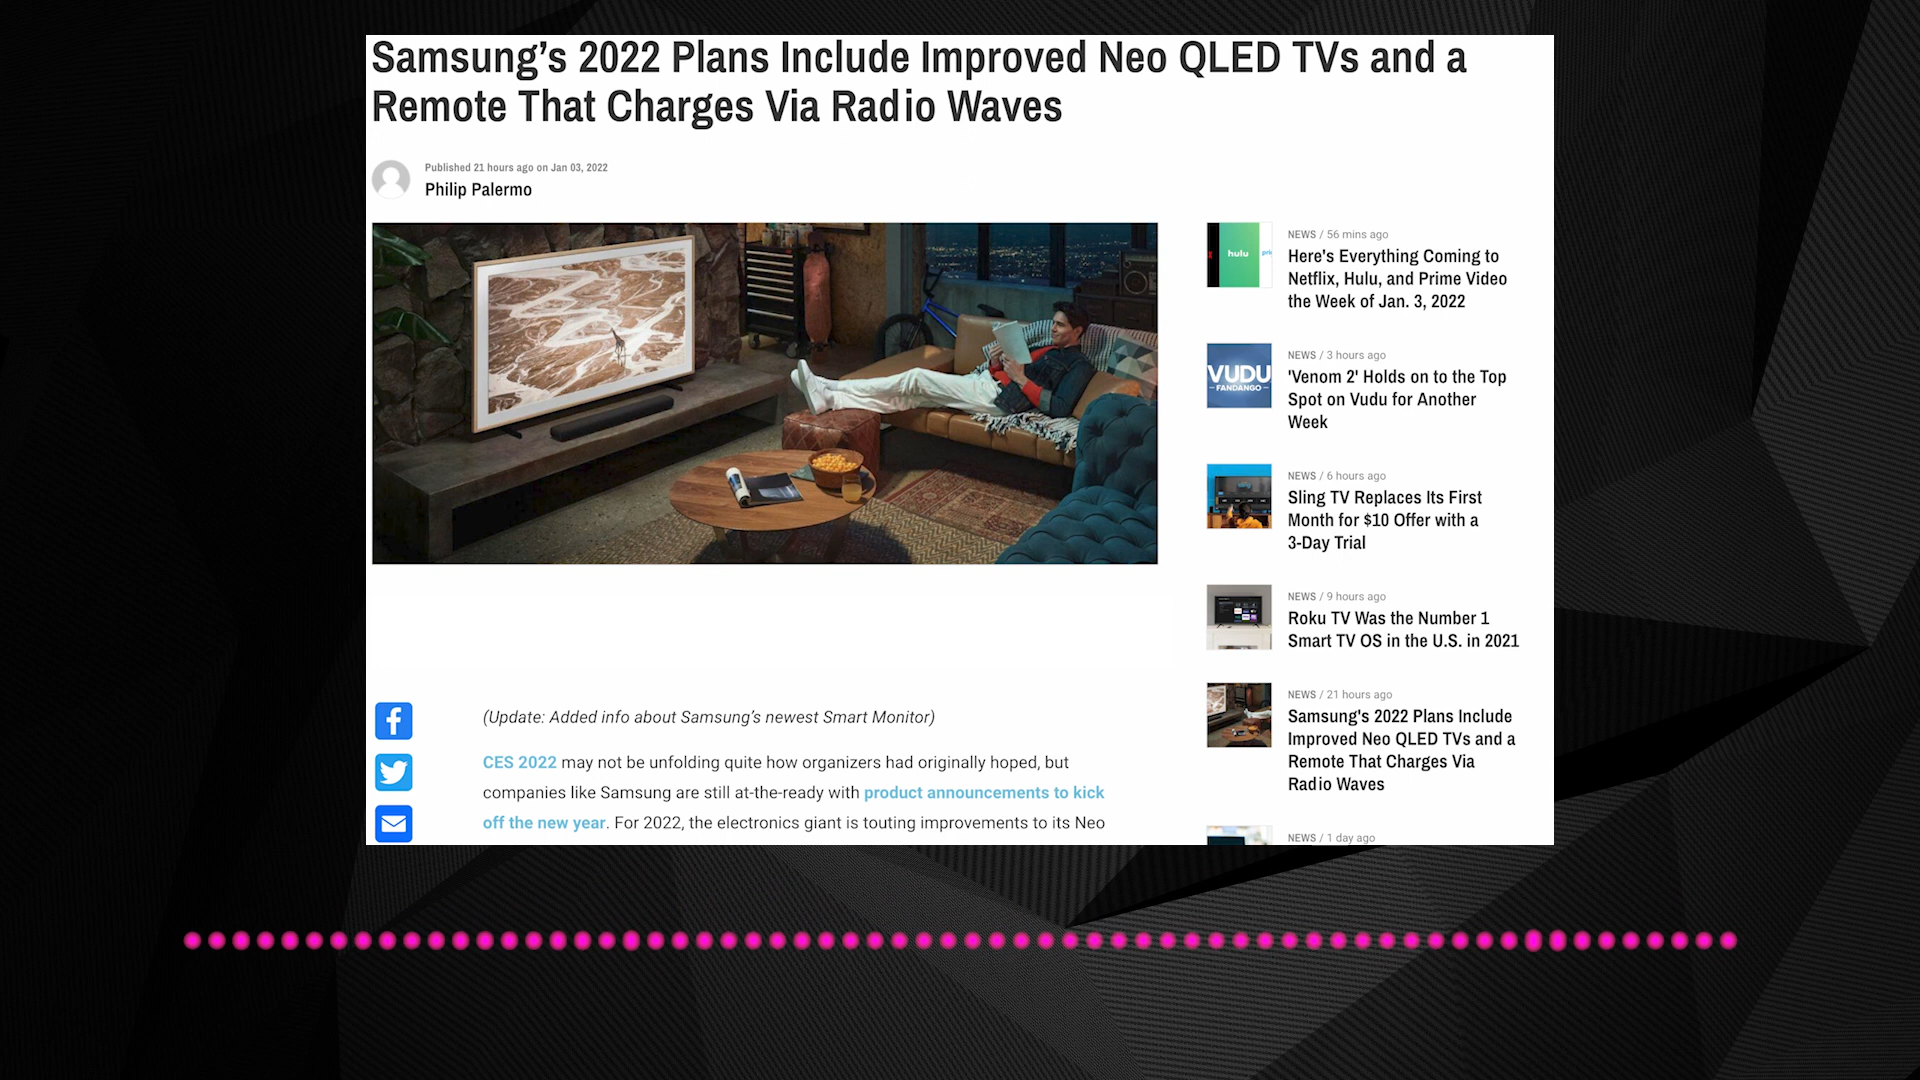 Samsung’s 2022 Plans Include Improved Neo QLED TVs and a
Remote That Charges Via Radio Waves
Published 21 hours ago on Jan 03, 2022
Philip Palermo
hulu
NEWS / 56 mins ago
Here's Everything Coming to
Netflix, Hulu, and Prime Video
the Week of Jan. 3, 2022
VUDU
FANDANGO
NEWS / 3 hours ago
'Venom 2' Holds on to the Top
Spot on Vudu for Another
Week
NEWS / 6 hours ago
Sling TV Replaces Its First
Month for $10 Offer with a
3-Day Trial
NEWS / 9 hours ago
Roku TV Was the Number 1
Smart TV OS in the U.S. in 2021
NEWS / 21 hours ago
Samsung's 2022 Plans Include
Improved Neo QLED TVs and a
Remote That Charges Via
Radio Waves
NEWS / 1 day ago
(Update: Added info about Samsung’s newest Smart Monitor)
CES 2022 may not be unfolding quite how organizers had originally hoped, but
companies like Samsung are still at-the-ready with product announcements to kick
off the new year. For 2022, the electronics giant is touting improvements to its Neo